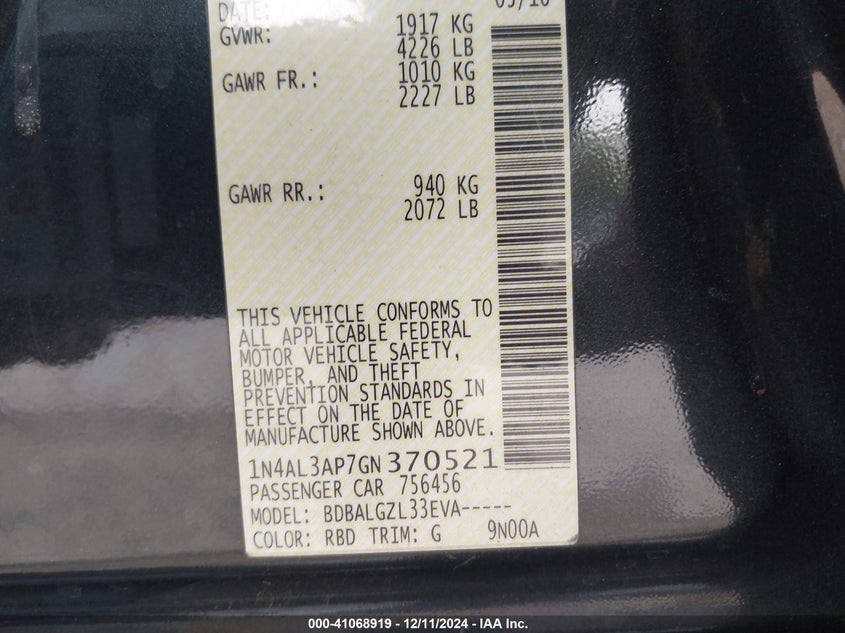 DATE: 05/16
GVWR: 1917 KG
4226 LB
GAWR FR.: 1010 KG
2227 LB
GAWR RR.: 940 KG
2072 LB
THIS VEHICLE CONFORMS TO
ALL APPLICABLE FEDERAL
MOTOR VEHICLE SAFETY,
BUMPER, AND THEFT
PREVENTION STANDARDS IN
EFFECT ON THE DATE OF
MANUFACTURE SHOWN ABOVE.
1N4AL3AP7GN370521
PASSENGER CAR 756456
MODEL: BDBALGZL33EVA-----
COLOR: RBD TRIM: G 9N00A
000-41068919 - 12/11/2024 - IAA Inc.